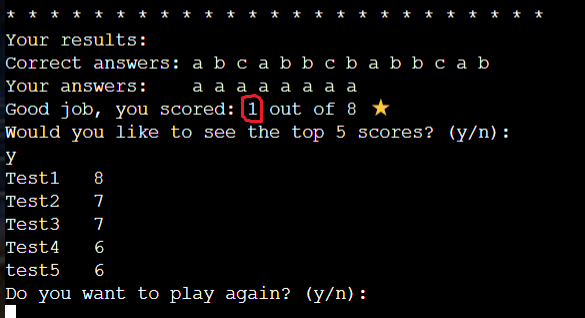 * * * * * * * * * * * * * * * * * * * * * * * * *
Your results:
Correct answers: a b c a b b c b a b b c a b
Your answers: a a a a a a a a
Good job, you scored: 1 out of 8 ⭐
Would you like to see the top 5 scores? (y/n):
y
Test1 8
Test2 7
Test3 7
Test4 6
test5 6
Do you want to play again? (y/n):